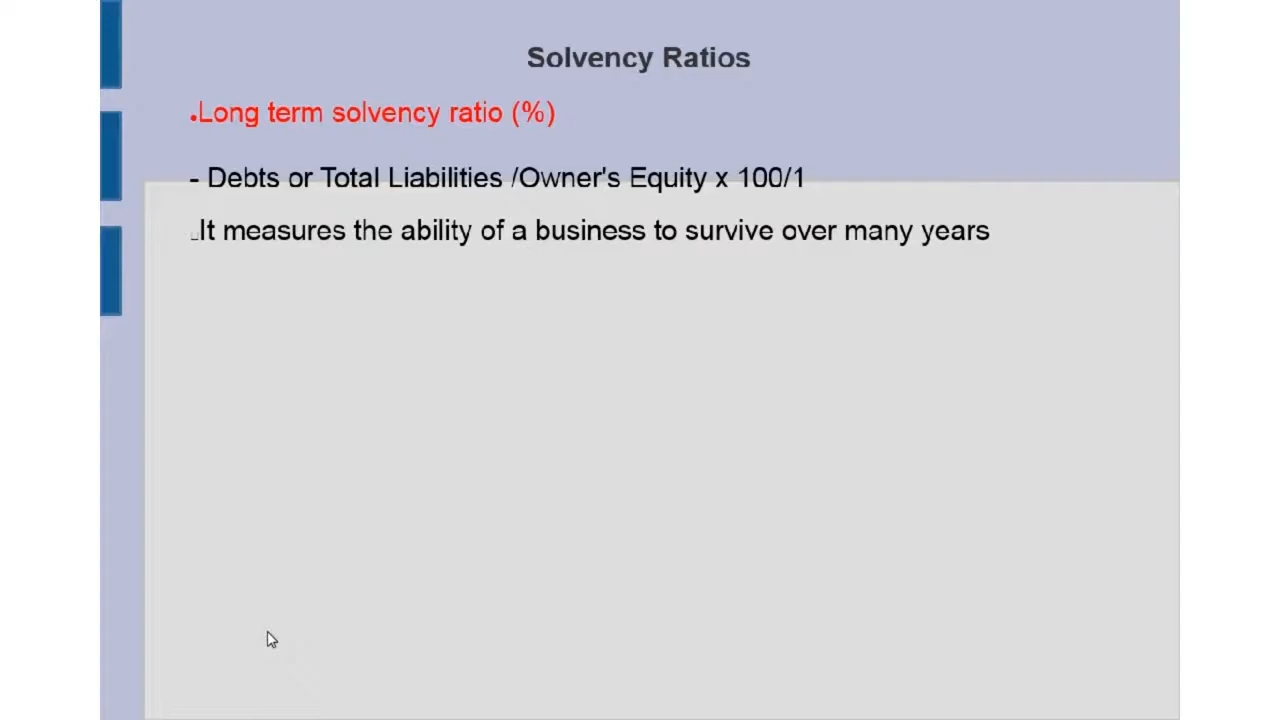 Solvency Ratios
•Long term solvency ratio (%)
- Debts or Total Liabilities /Owner's Equity x 100/1
It measures the ability of a business to survive over many years